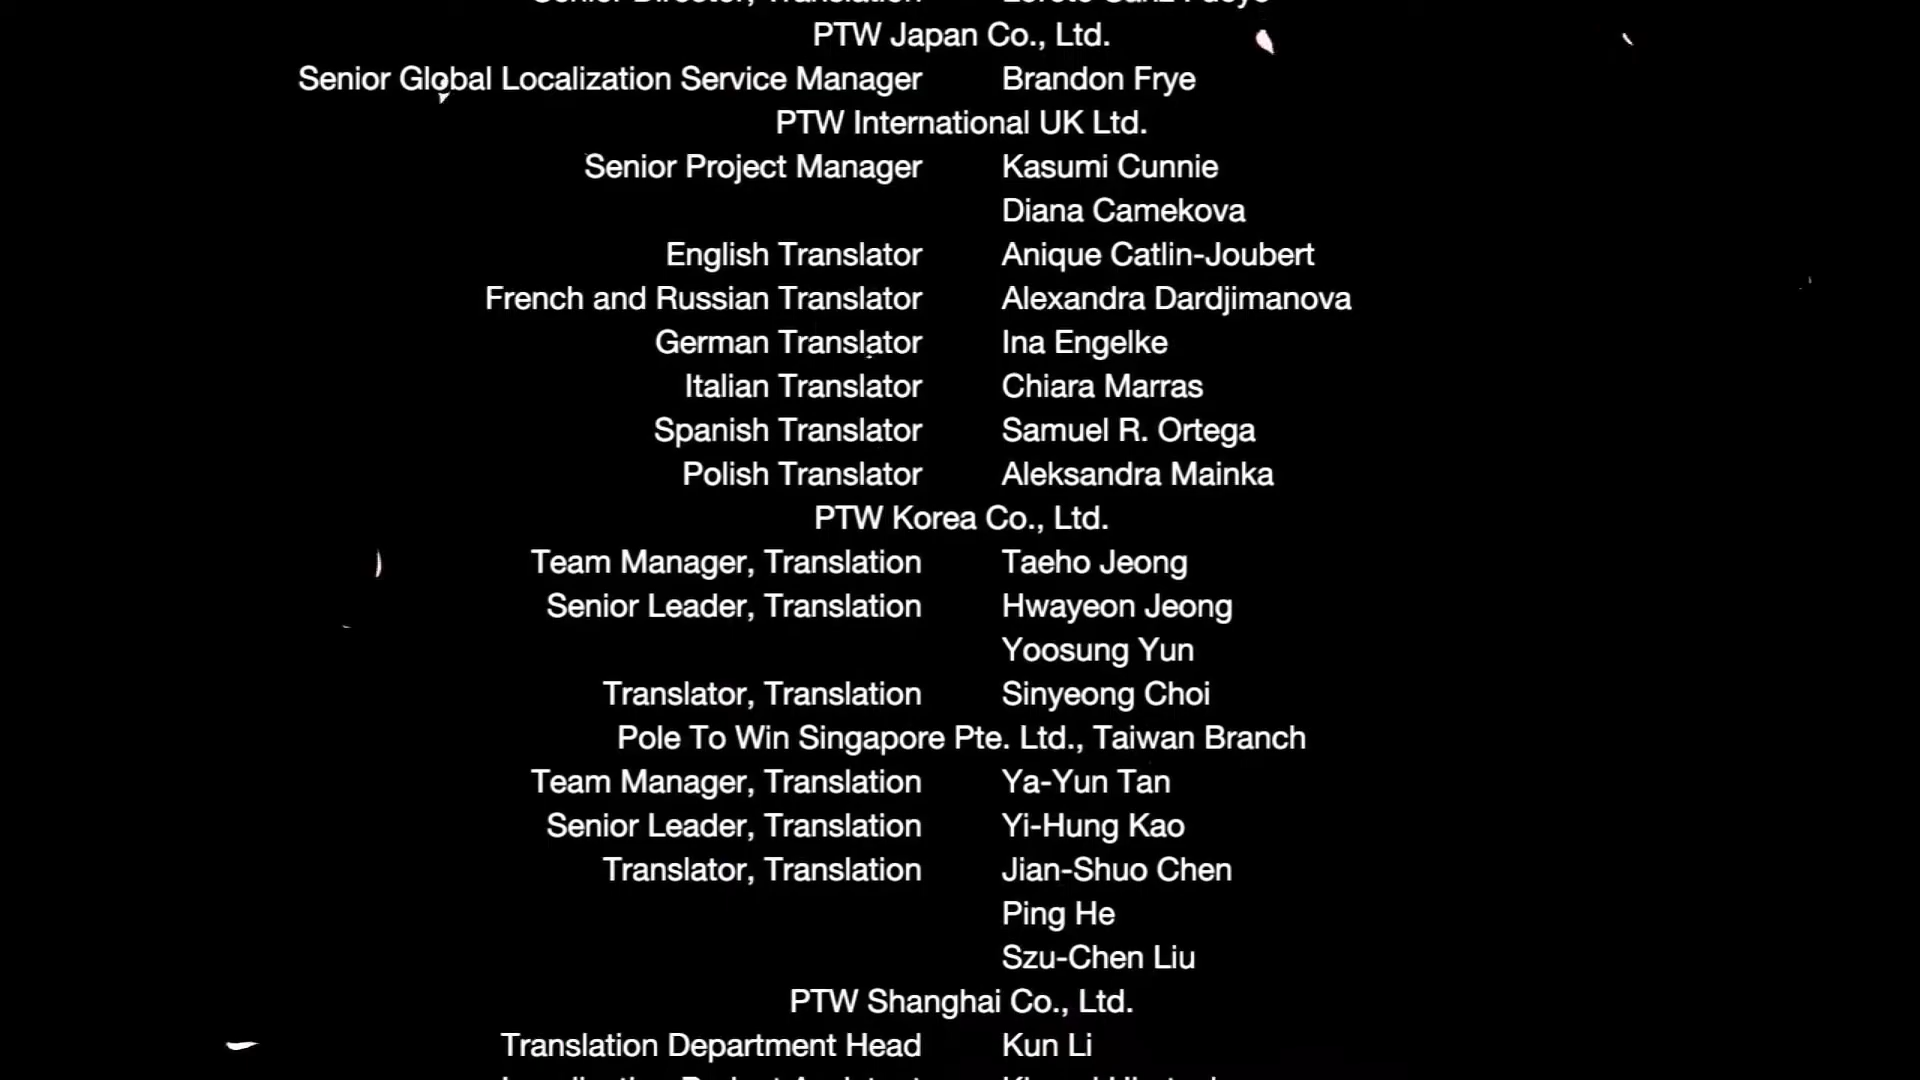 PTW Japan Co., Ltd.
Senior Global Localization Service Manager Brandon Frye
PTW International UK Ltd.
Senior Project Manager Kasumi Cunnie
Diana Camekova
English Translator Anique Catlin-Joubert
French and Russian Translator Alexandra Dardjimanova
German Translator Ina Engelke
Italian Translator Chiara Marras
Spanish Translator Samuel R. Ortega
Polish Translator Aleksandra Mainka
PTW Korea Co., Ltd.
Team Manager, Translation Taeho Jeong
Senior Leader, Translation Hwayeon Jeong
Yoosung Yun
Translator, Translation Sinyeong Choi
Pole To Win Singapore Pte. Ltd., Taiwan Branch
Team Manager, Translation Ya-Yun Tan
Senior Leader, Translation Yi-Hung Kao
Translator, Translation Jian-Shuo Chen
Ping He
Szu-Chen Liu
PTW Shanghai Co., Ltd.
Translation Department Head Kun Li